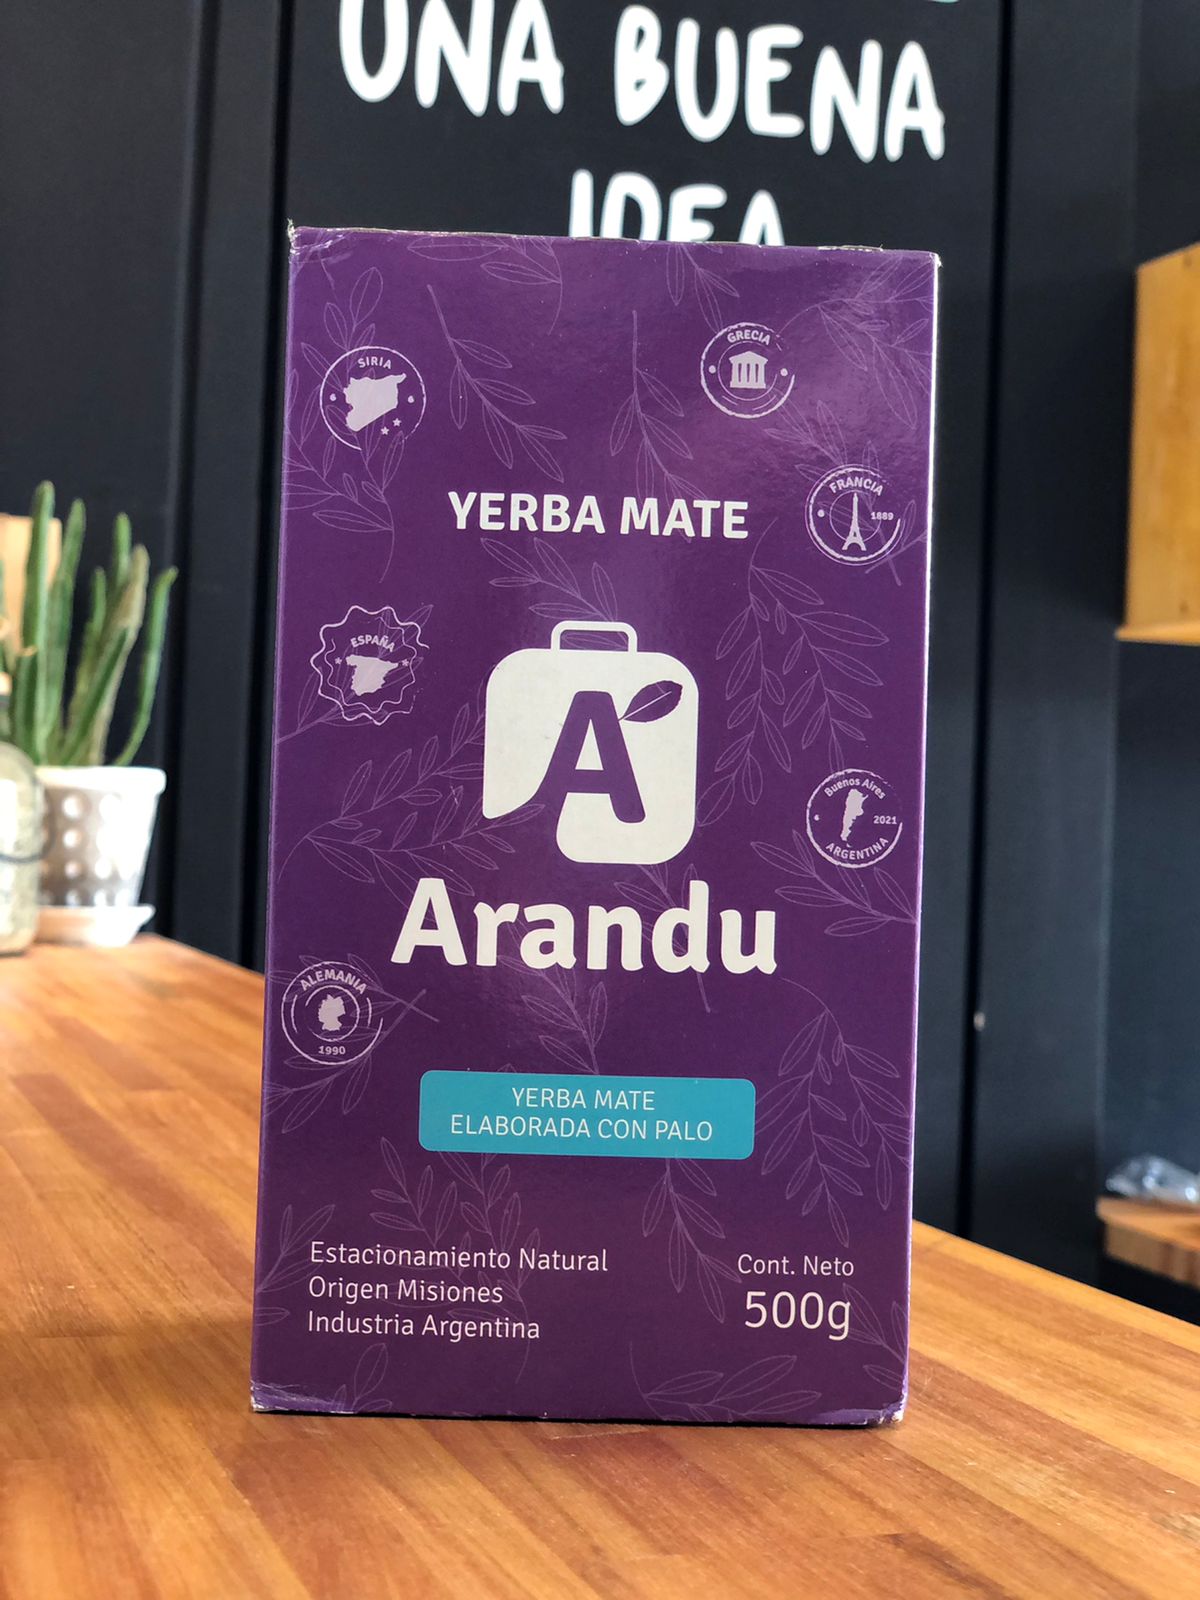 UNA BUENA
IDEA
SIRIA
GRECIA
YERBA MATE
FRANCIA
1889
ESPAÑA
A
Buenos Aires
2021
ARGENTINA
Arandu
ALEMANIA
1990
YERBA MATE
ELABORADA CON PALO
Estacionamiento Natural
Origen Misiones
Industria Argentina
Cont. Neto
500g